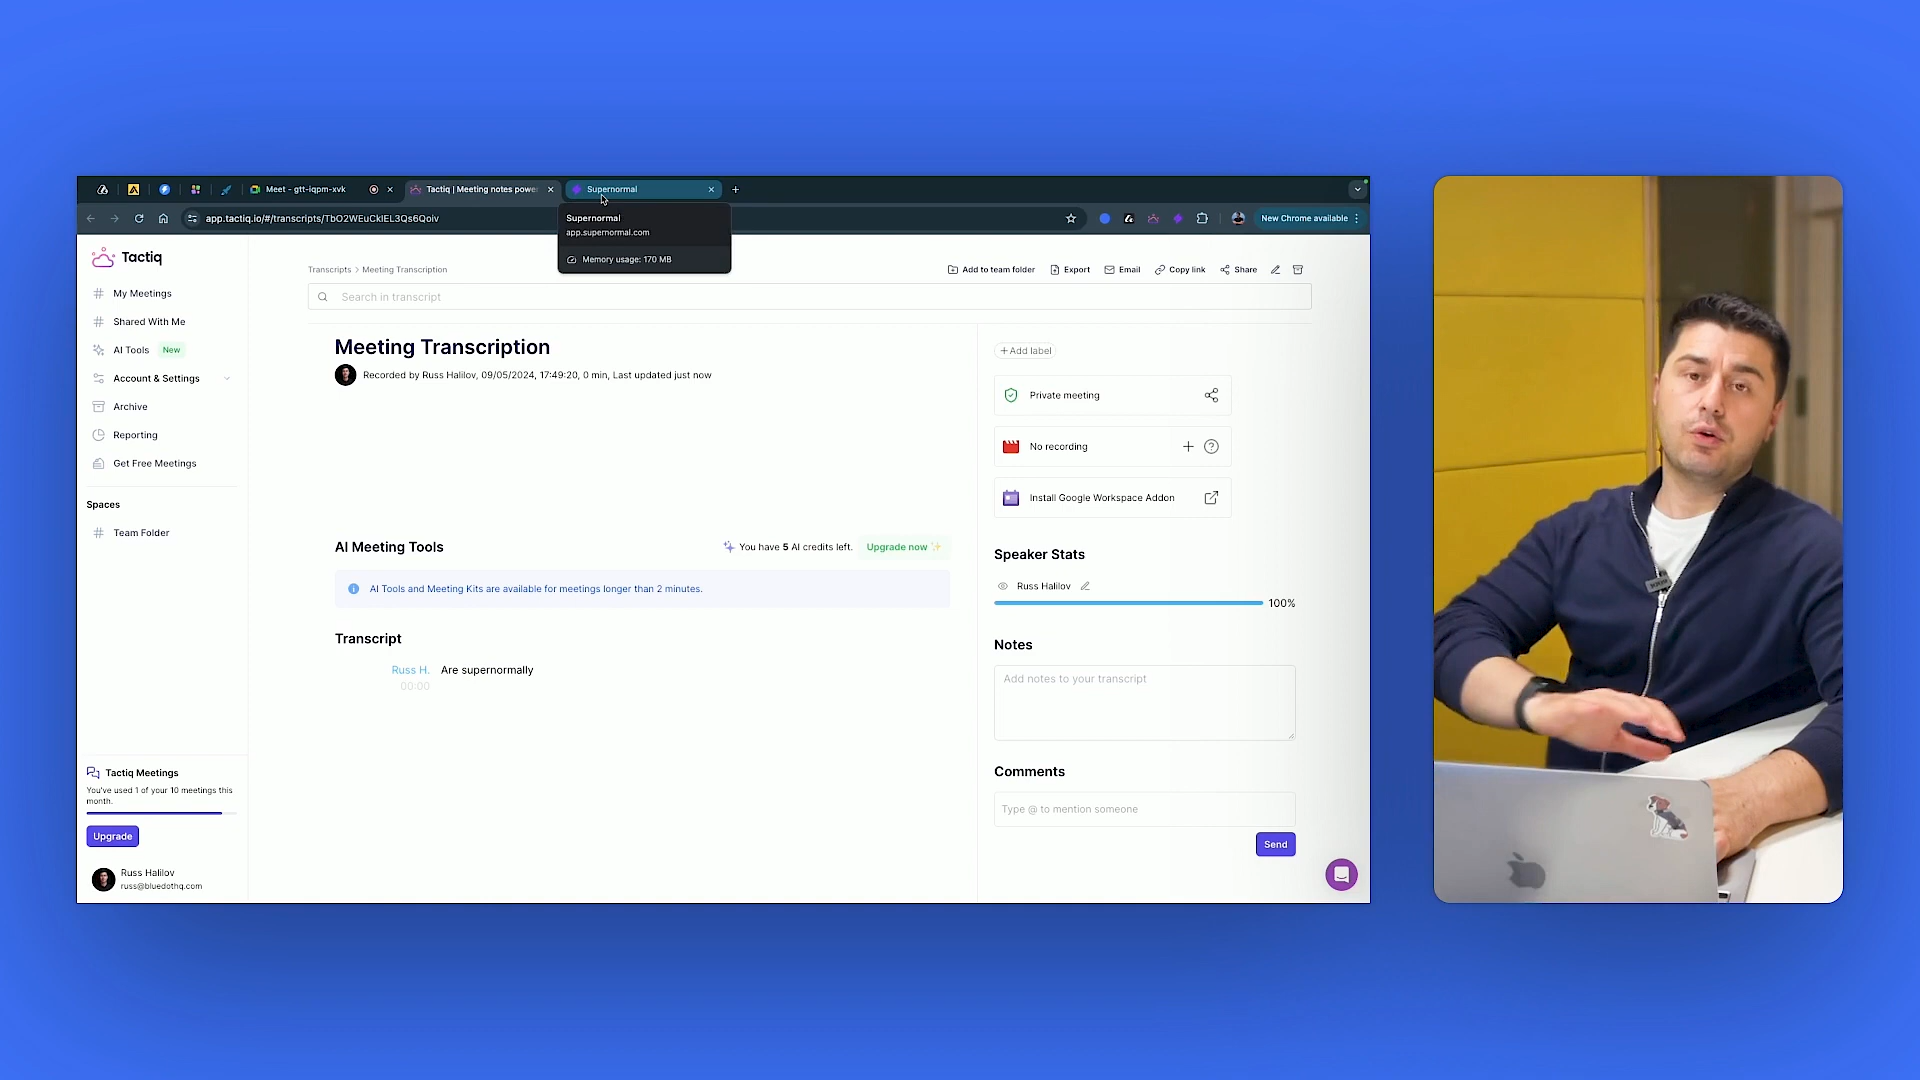 Meet - gtt-iqpm-xvk
Tactiq | Meeting notes powe
Supernormal
app.tactiq.io/#/transcripts/TbO2WEuCkIEL3Qs6Qoiv
New Chrome available
Supernormal
app.supernormal.com
Memory usage: 170 MB
Tactiq
My Meetings
Shared With Me
AI Tools New
Account & Settings
Archive
Reporting
Get Free Meetings
Spaces
Team Folder
Tactiq Meetings
You've used 1 of your 10 meetings this
month.
Upgrade
Russ Halilov
russ@bluedothq.com
Transcripts > Meeting Transcription
Add to team folder
Export
Email
Copy link
Share
Search in transcript
Meeting Transcription
Recorded by Russ Halilov, 09/05/2024, 17:49:20, 0 min, Last updated just now
AI Meeting Tools
You have 5 AI credits left.
Upgrade now
AI Tools and Meeting Kits are available for meetings longer than 2 minutes.
Transcript
Russ H.
Are supernormally
00:00
+ Add label
Private meeting
No recording
Install Google Workspace Addon
Speaker Stats
Russ Halilov
100%
Notes
Add notes to your transcript
Comments
Type @ to mention someone
Send